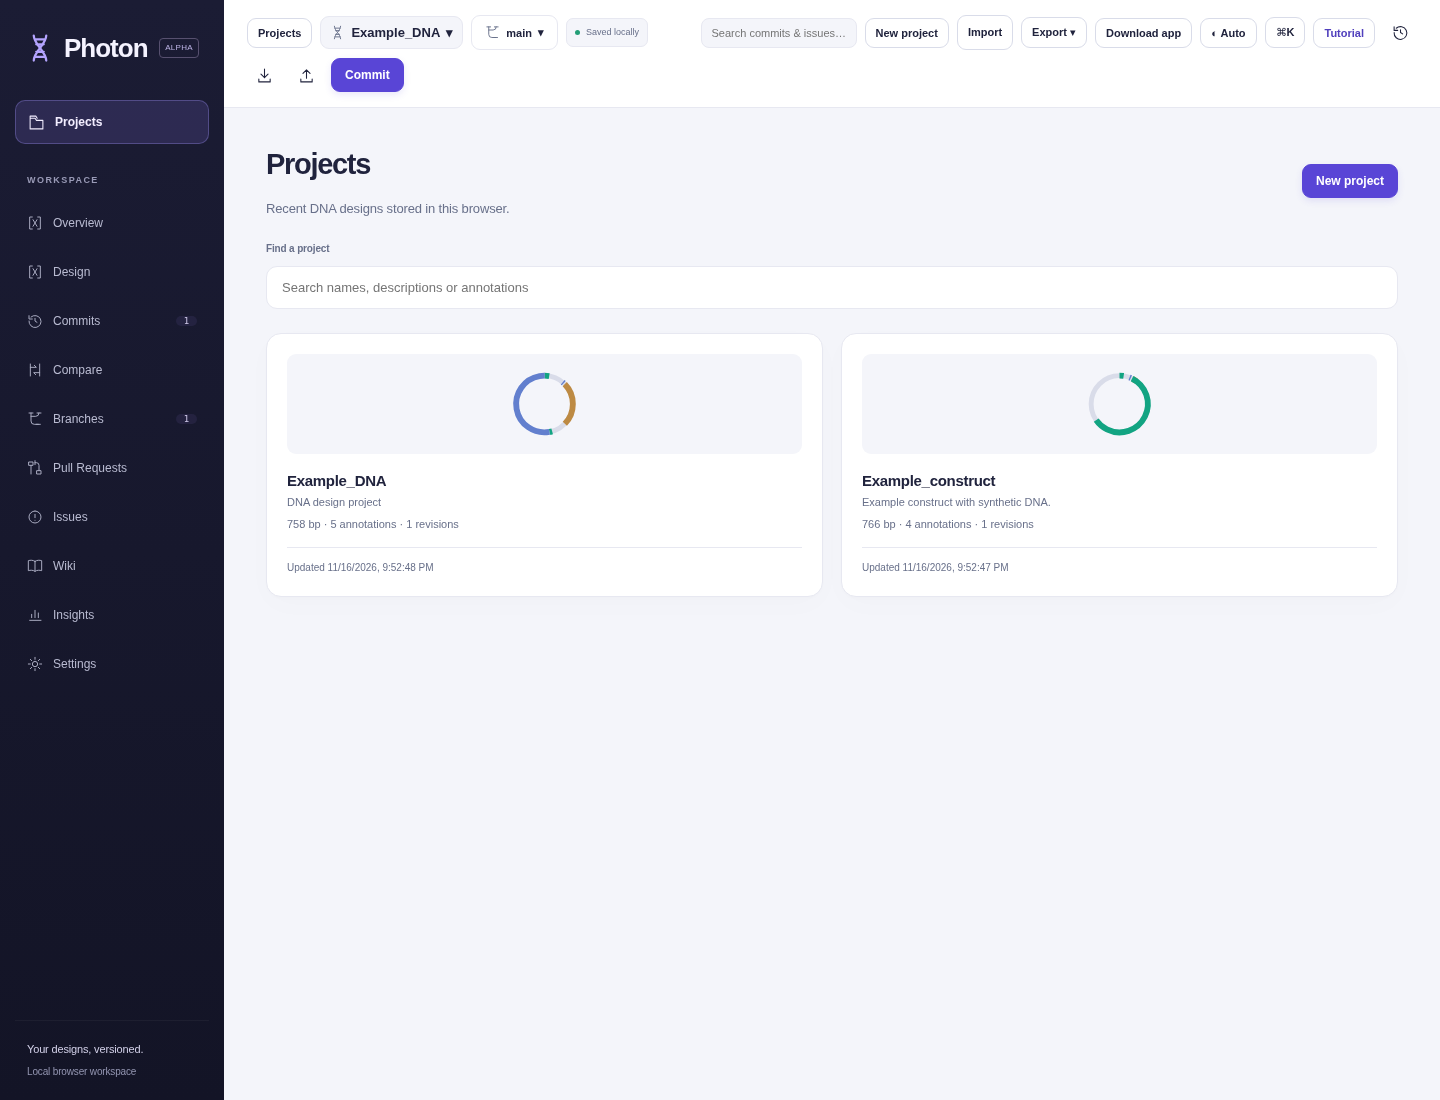 Photon ALPHA
Projects
WORKSPACE
Overview
Design
Commits 1
Compare
Branches 1
Pull Requests
Issues
Wiki
Insights
Settings
Your designs, versioned.
Local browser workspace
Projects Example_DNA ▾ main ▾ Saved locally Search commits & issues… New project Import Export ▾ Download app Auto ⌘K Tutorial
Commit
Projects
New project
Recent DNA designs stored in this browser.
Find a project
Search names, descriptions or annotations
Example_DNA
DNA design project
758 bp · 5 annotations · 1 revisions
Updated 11/16/2026, 9:52:48 PM
Example_construct
Example construct with synthetic DNA.
766 bp · 4 annotations · 1 revisions
Updated 11/16/2026, 9:52:47 PM